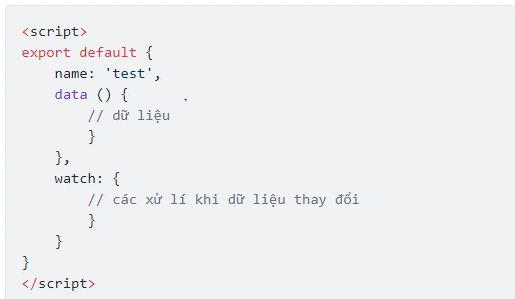 <script>
export default {
    name: 'test',
    data () {
        // dữ liệu
        }
    },
    watch: {
        // các xử lí khi dữ liệu thay đổi
        }
    }
}
</script>